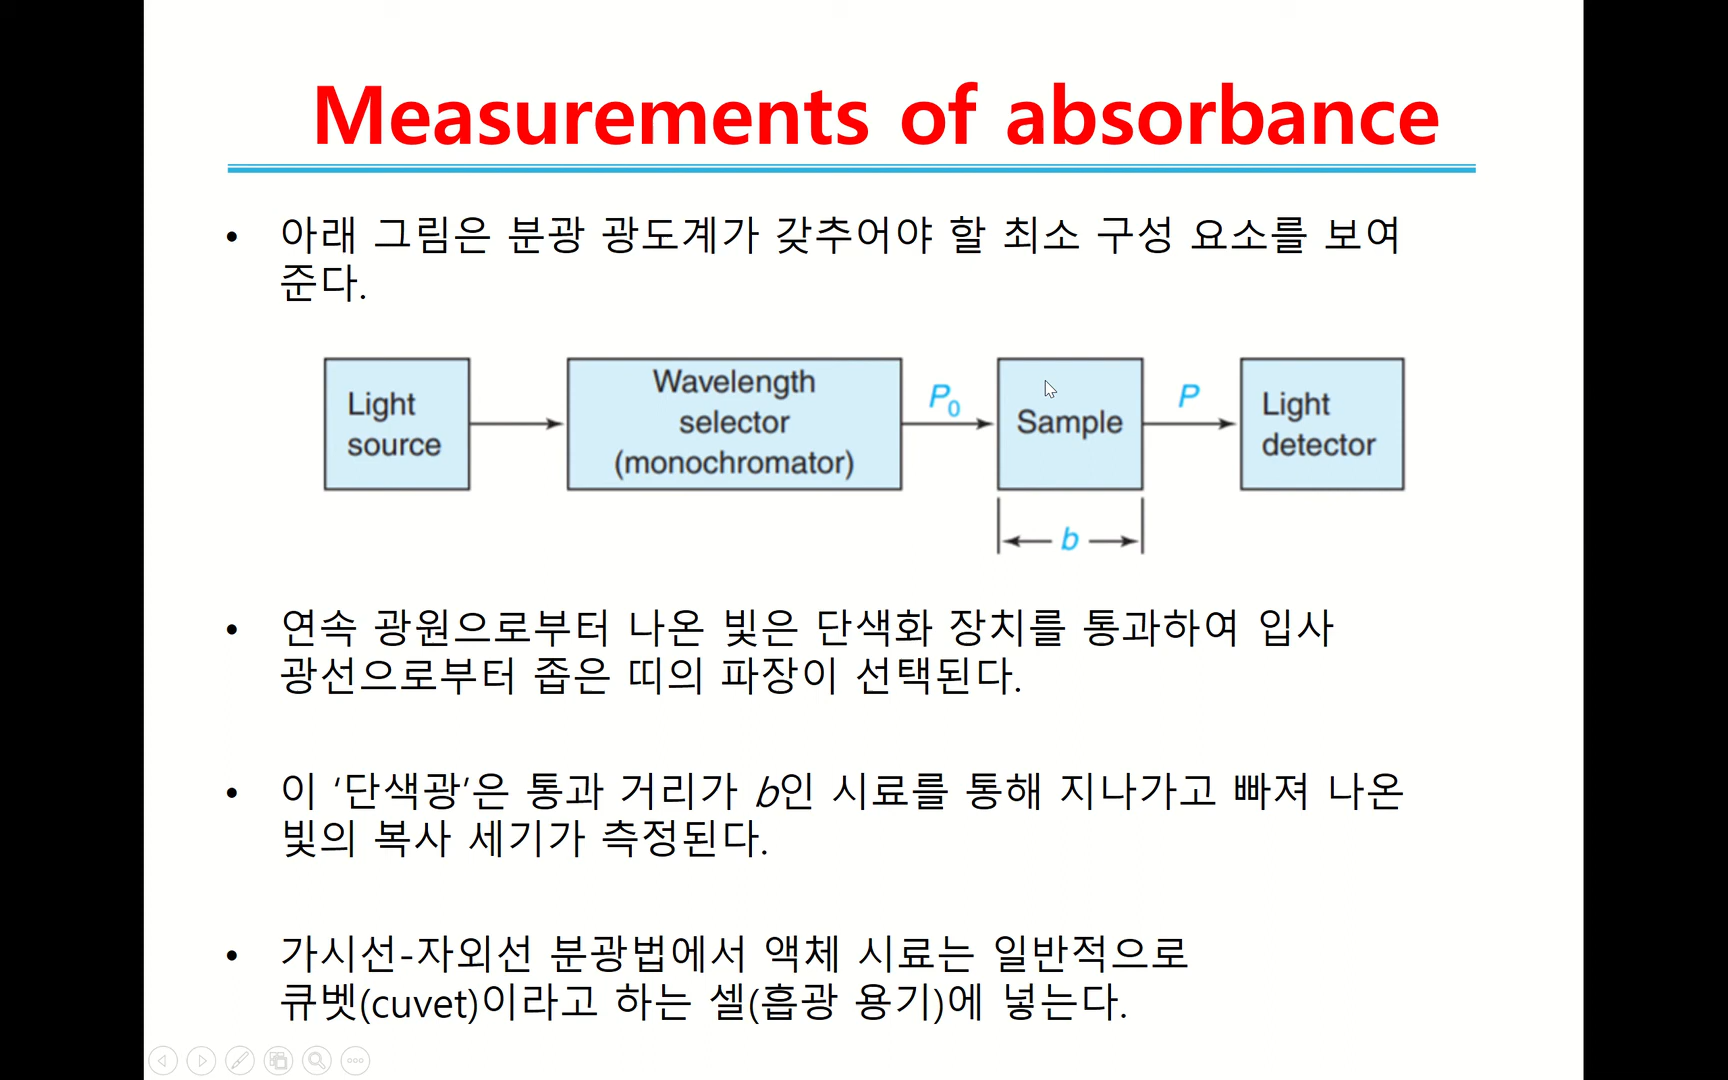 Measurements of absorbance
• 아래 그림은 분광 광도계가 갖추어야 할 최소 구성 요소를 보여
준다.
Light
source
Wavelength
selector
(monochromator)
P0
Sample
P
Light
detector
b
• 연속 광원으로부터 나온 빛은 단색화 장치를 통과하여 입사
광선으로부터 좁은 띠의 파장이 선택된다.
• 이 ‘단색광’은 통과 거리가 b인 시료를 통해 지나가고 빠져 나온
빛의 복사 세기가 측정된다.
• 가시선-자외선 분광법에서 액체 시료는 일반적으로
큐벳(cuvet)이라고 하는 셀(흡광 용기)에 넣는다.